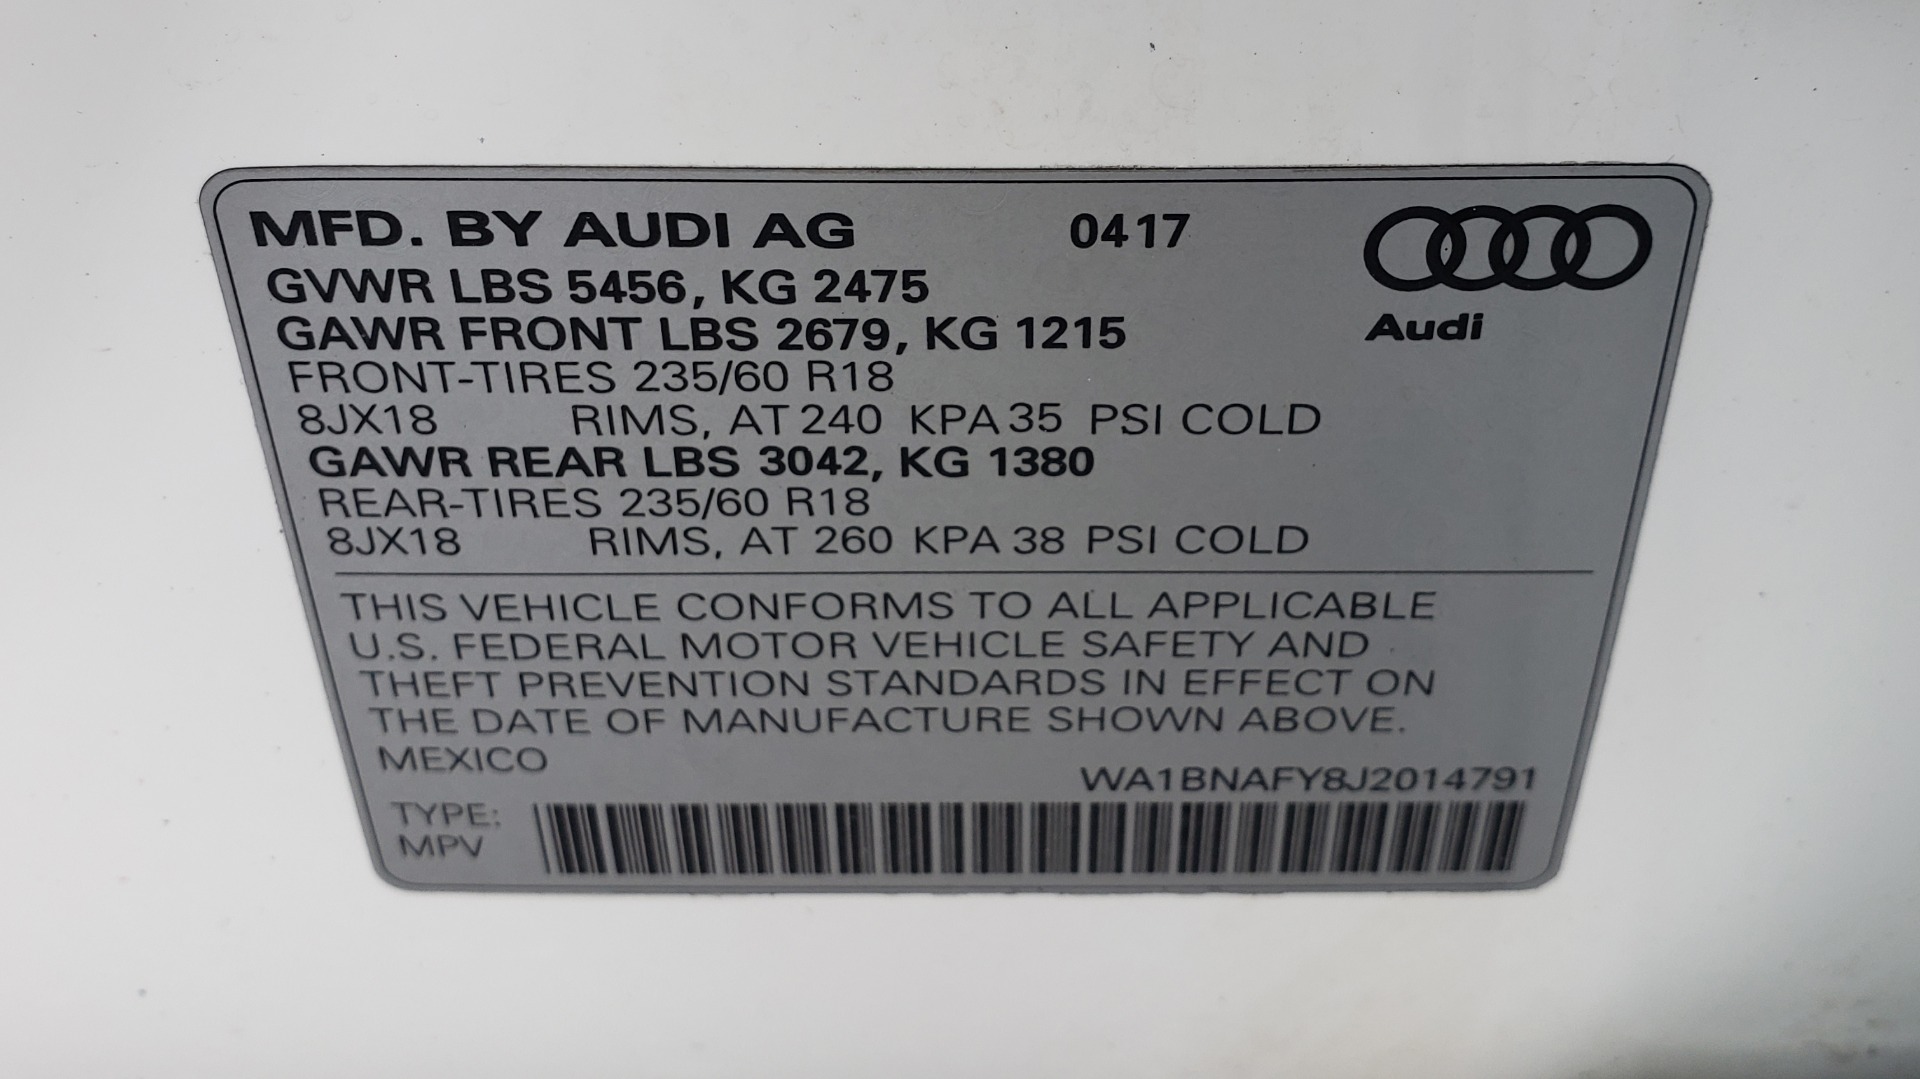 MFD. BY AUDI AG 0417
Audi
GVWR LBS 5456, KG 2475
GAWR FRONT LBS 2679, KG 1215
FRONT-TIRES 235/60 R18
8JX18 RIMS, AT 240 KPA 35 PSI COLD
GAWR REAR LBS 3042, KG 1380
REAR-TIRES 235/60 R18
8JX18 RIMS, AT 260 KPA 38 PSI COLD
THIS VEHICLE CONFORMS TO ALL APPLICABLE
U.S. FEDERAL MOTOR VEHICLE SAFETY AND
THEFT PREVENTION STANDARDS IN EFFECT ON
THE DATE OF MANUFACTURE SHOWN ABOVE.
MEXICO
WA1BNAFY8J2014791
TYPE:
MPV